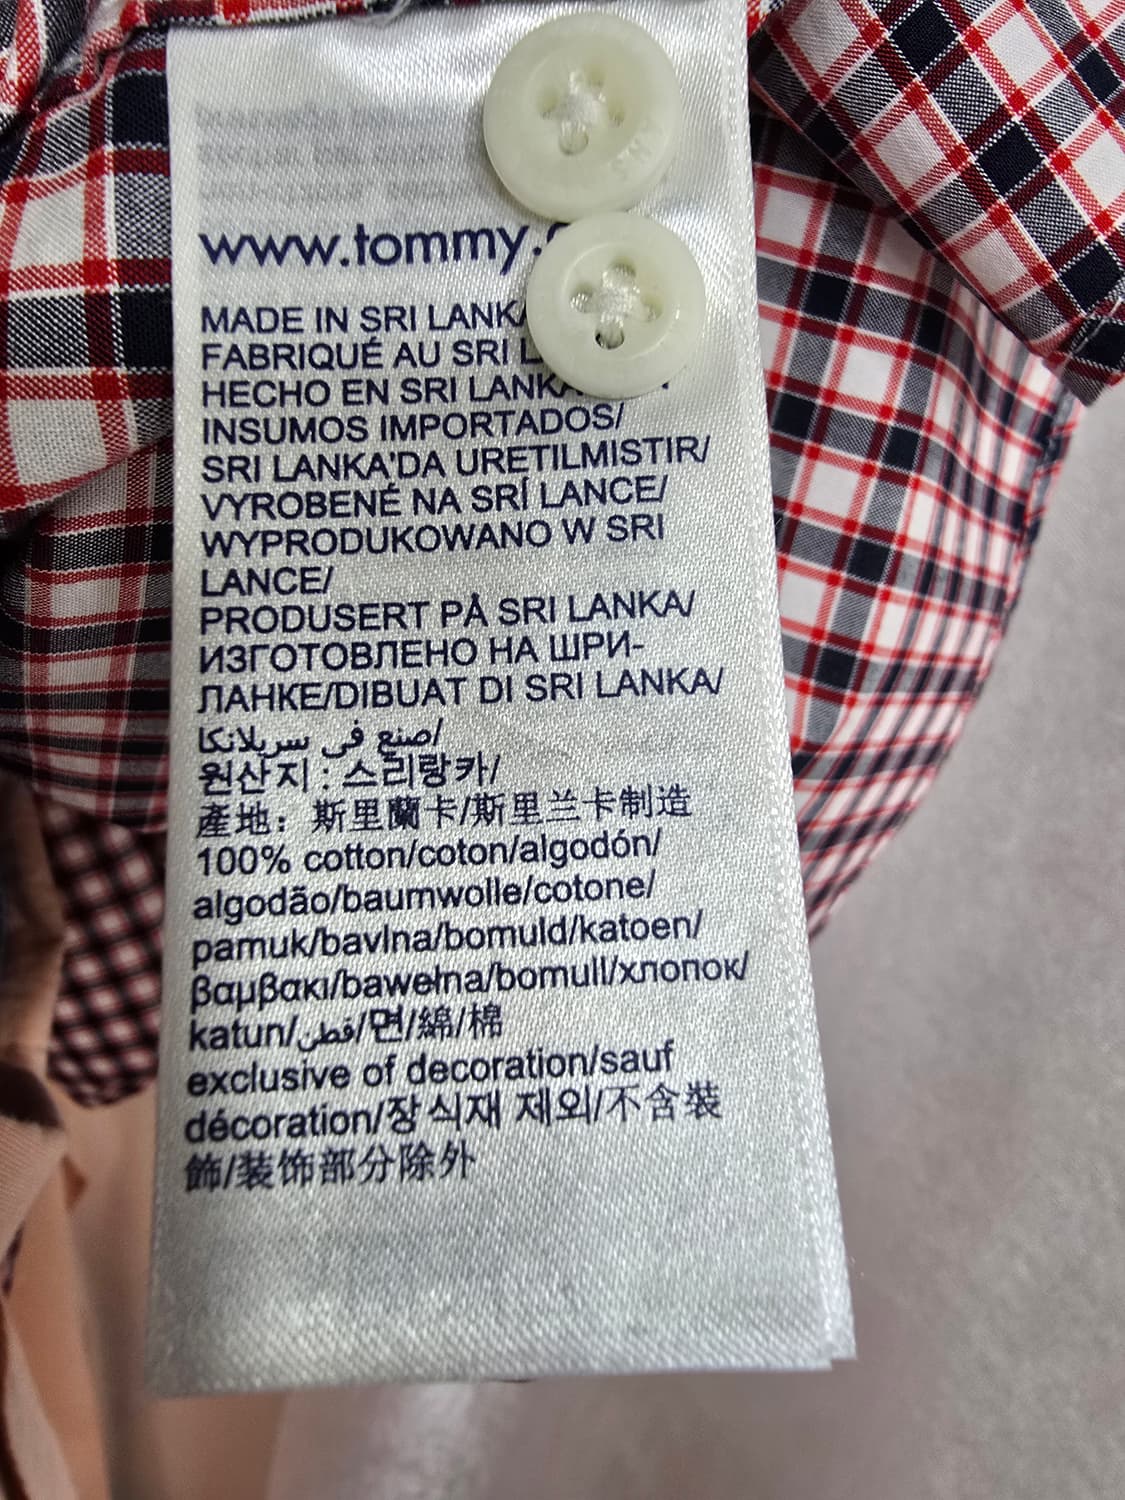 www.tommy.
MADE IN SRI LANKA
FABRIQUÉ AU SRI L
HECHO EN SRI LANKA
INSUMOS IMPORTADOS/
SRI LANKA'DA URETILMISTIR/
VYROBENÉ NA SRÍ LANCE/
WYPRODUKOWANO W SRI
LANCE/
PRODUSERT PÅ SRI LANKA/
ИЗГОТОВЛЕНО НА ШРИ-
ЛАНКЕ/DIBUAT DI SRI LANKA/
صنع في سريلانكا/
원산지 : 스리랑카/
產地：斯里蘭卡/斯里兰卡制造
100% cotton/coton/algodón/
algodão/baumwolle/cotone/
pamuk/bavlna/bomuld/katoen/
βαμβακι/bawełna/bomull/хлопок/
katun/قطن/면/綿/棉
exclusive of decoration/sauf
décoration/장식재 제외/不含裝
飾/装饰部分除外